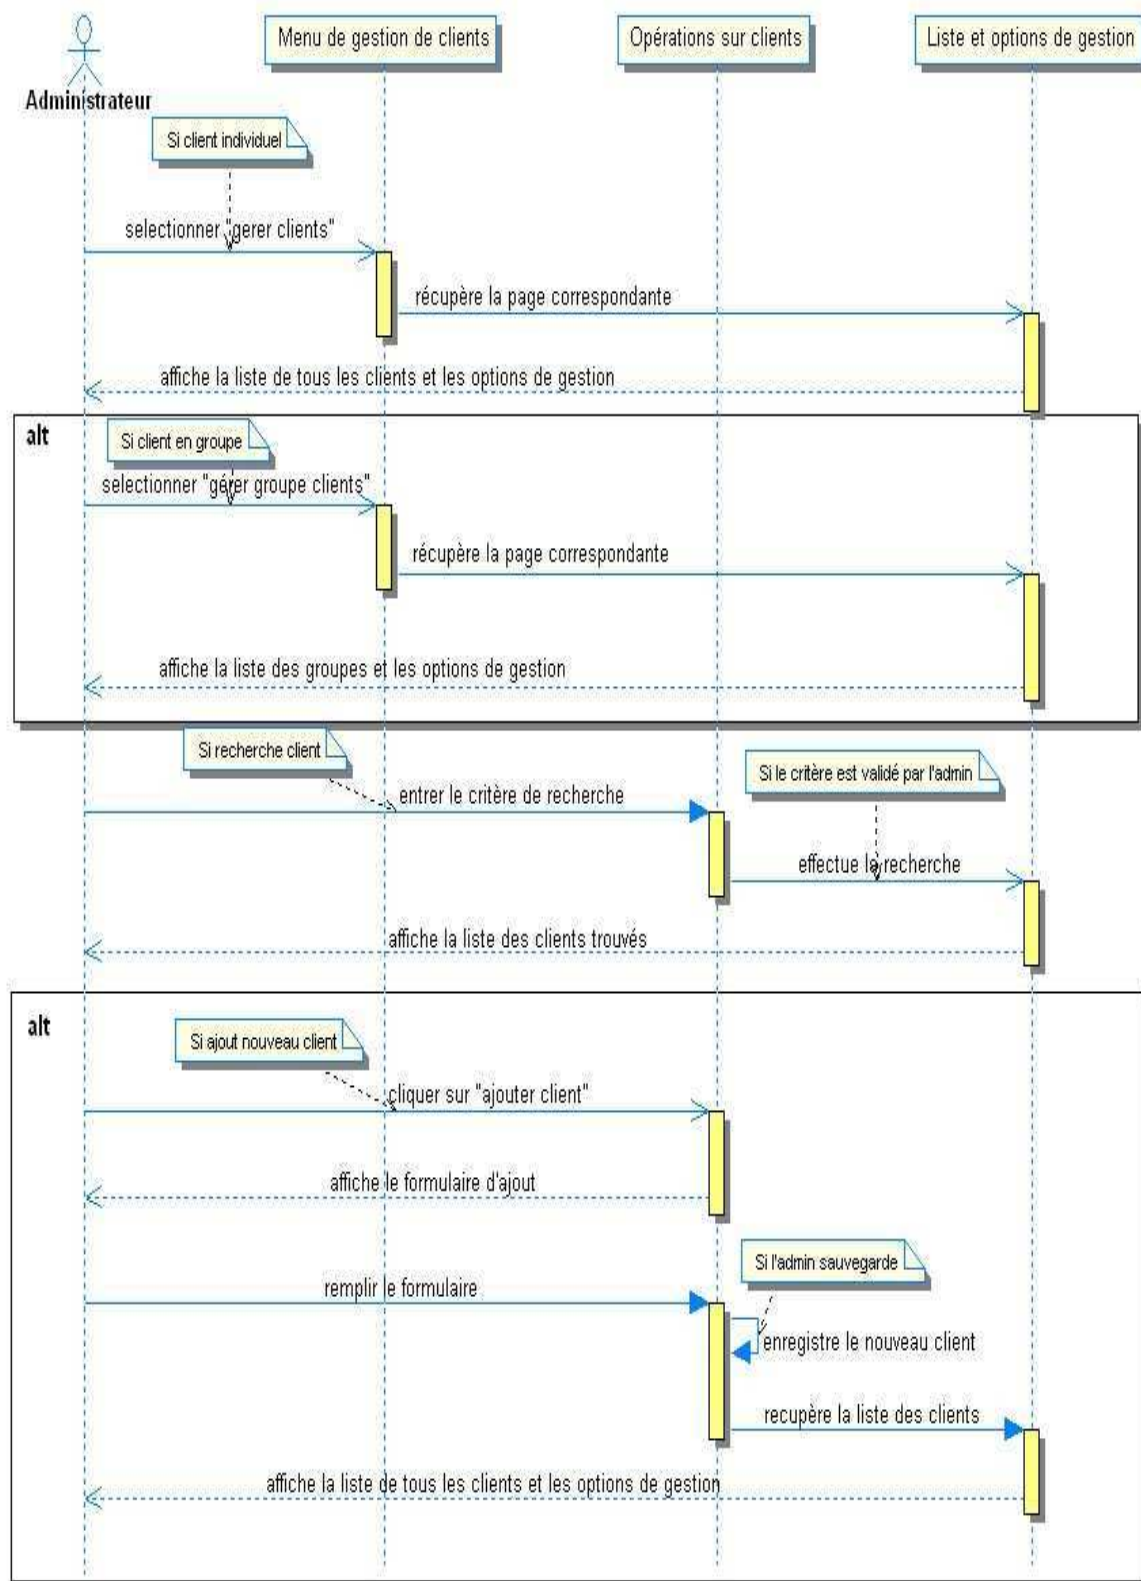 Menu de gestion de clients
Opérations sur clients
Liste et options de gestion
Administrateur
Si client individuel
selectionner "gerer clients"
récupère la page correspondante
affiche la liste de tous les clients et les options de gestion
alt
Si client en groupe
selectionner "gérer groupe clients"
récupère la page correspondante
affiche la liste des groupes et les options de gestion
Si recherche client
Si le critère est validé par l'admin
entrer le critère de recherche
effectue la recherche
affiche la liste des clients trouvés
alt
Si ajout nouveau client
cliquer sur "ajouter client"
affiche le formulaire d'ajout
Si l'admin sauvegarde
remplir le formulaire
enregistre le nouveau client
recupère la liste des clients
affiche la liste de tous les clients et les options de gestion